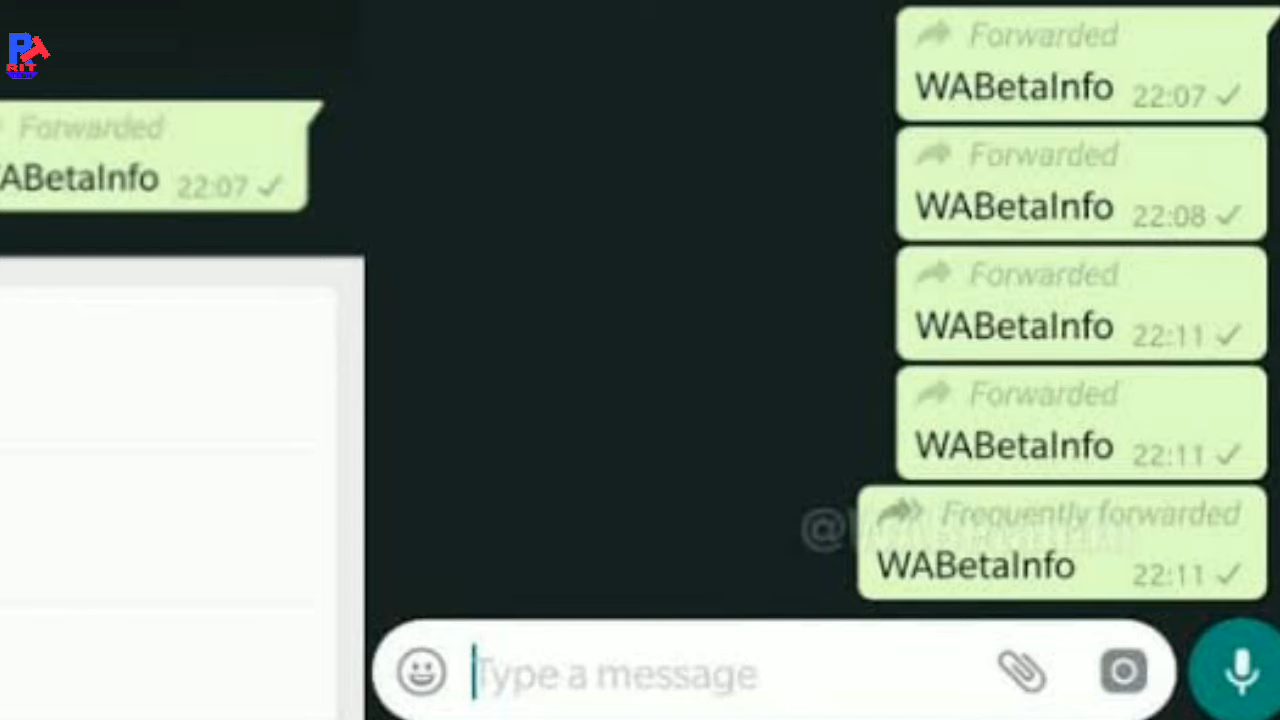 RIT
Forwarded
ABetaInfo 22:07
Forwarded
WABetaInfo 22:07
Forwarded
WABetaInfo 22:08
Forwarded
WABetaInfo 22:11
Forwarded
WABetaInfo 22:11
Frequently forwarded
WABetaInfo 22:11
Type a message